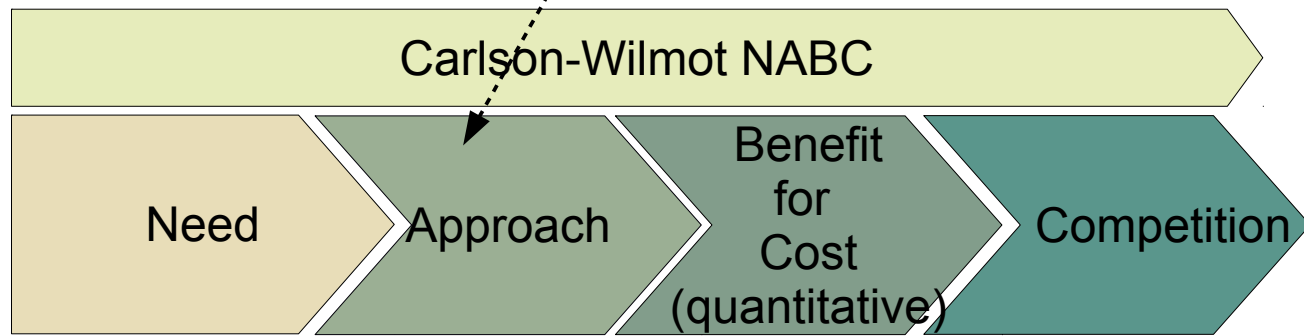 Carlson-Wilmot NABC
Need
Approach
Benefit
for
Cost
(quantitative)
Competition